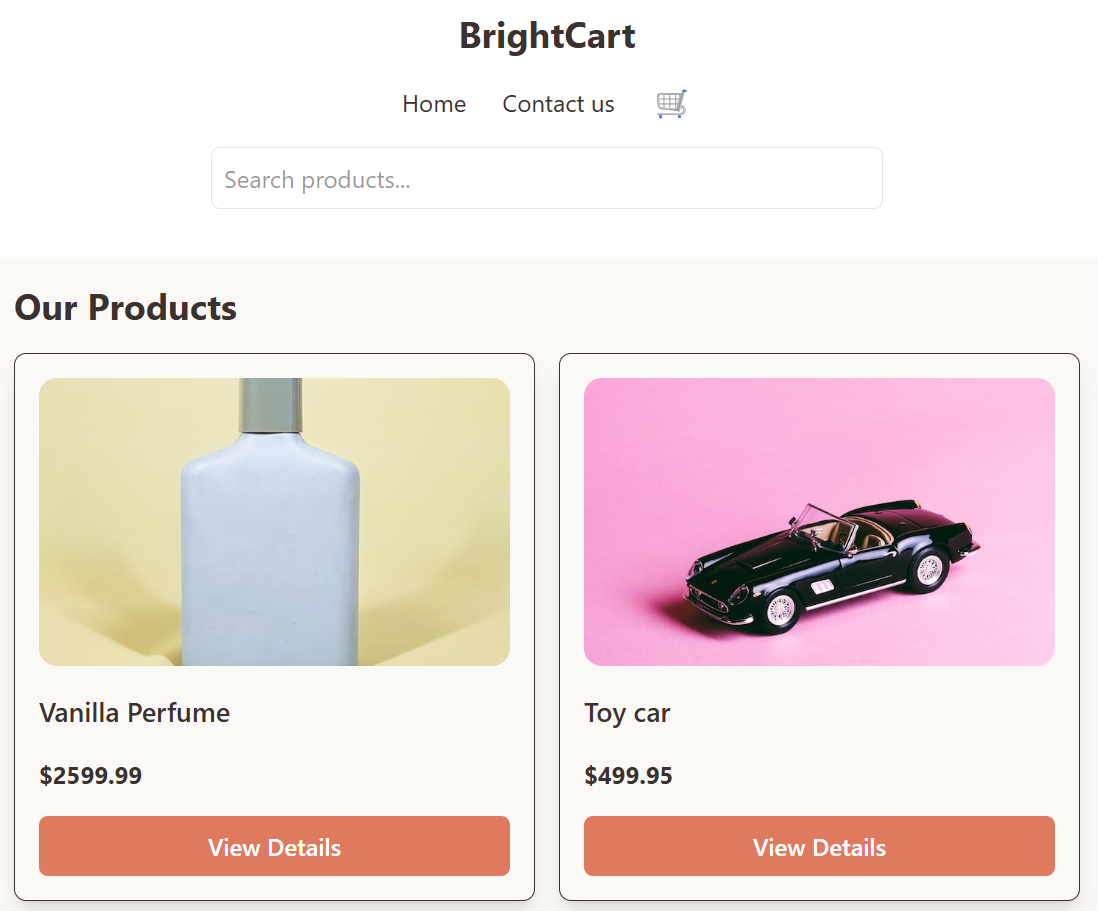 BrightCart
Home Contact us
Search products...
Our Products
Vanilla Perfume
$2599.99
View Details
Toy car
$499.95
View Details